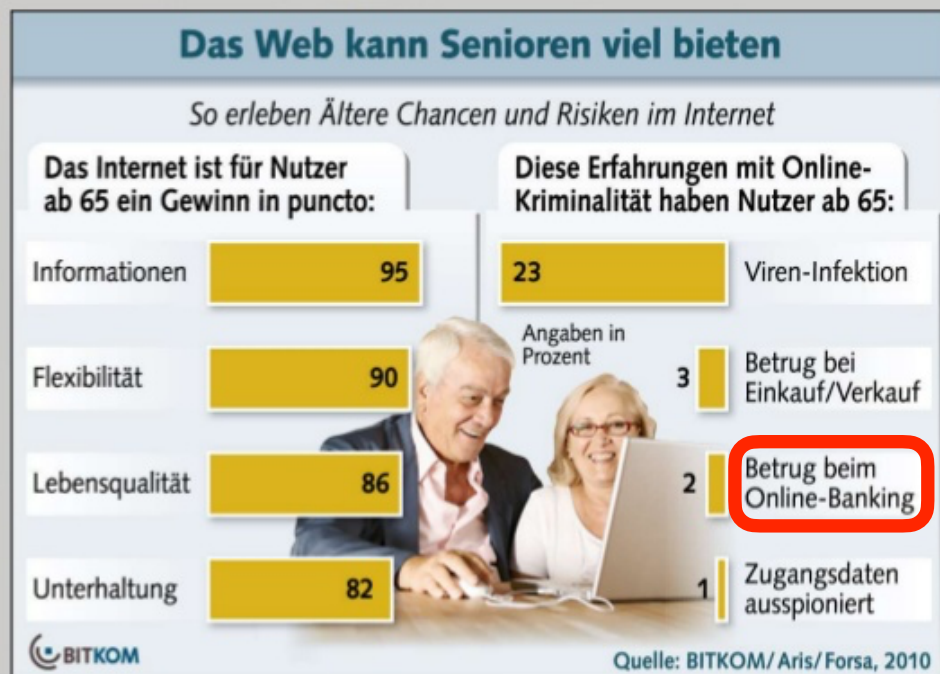 Das Web kann Senioren viel bieten
So erleben Ältere Chancen und Risiken im Internet
Das Internet ist für Nutzer
ab 65 ein Gewinn in puncto:
Informationen 95
Flexibilität 90
Lebensqualität 86
Unterhaltung 82
Diese Erfahrungen mit Online-
Kriminalität haben Nutzer ab 65:
23 Viren-Infektion
Angaben in
Prozent
3 Betrug bei
Einkauf/Verkauf
2 Betrug beim
Online-Banking
1 Zugangsdaten
ausspioniert
BITKOM
Quelle: BITKOM/Aris/Forsa, 2010